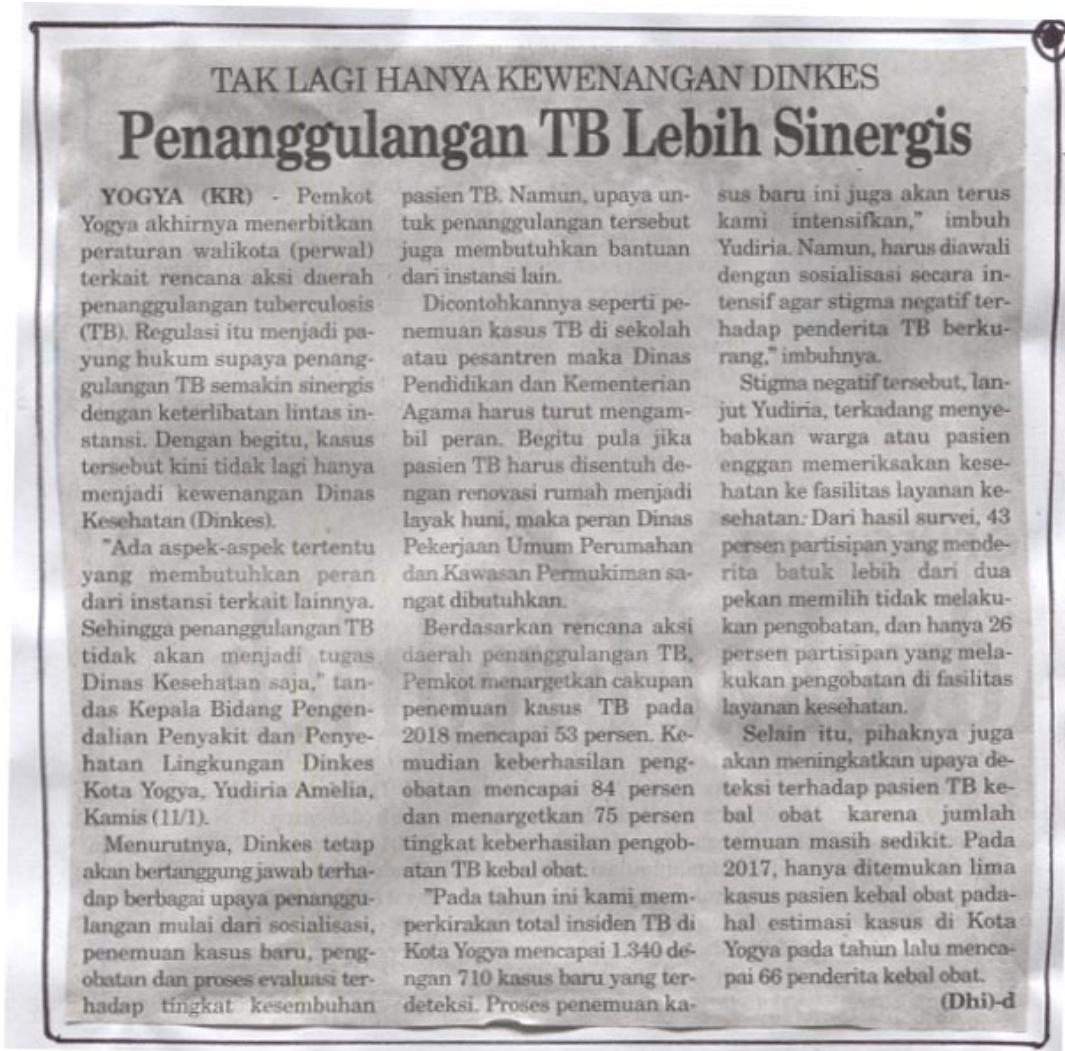 TAK LAGI HANYA KEWENANGAN DINKES
Penanggulangan TB Lebih Sinergis
YOGYA (KR) - Pemkot
Yogya akhirnya menerbitkan
peraturan walikota (perwal)
terkait rencana aksi daerah
penanggulangan tuberculosis
(TB). Regulasi itu menjadi pa-
yung hukum supaya penang-
gulangan TB semakin sinergis
dengan keterlibatan lintas in-
stansi. Dengan begitu, kasus
tersebut kini tidak lagi hanya
menjadi kewenangan Dinas
Kesehatan (Dinkes).
"Ada aspek-aspek tertentu
yang membutuhkan peran
dari instansi terkait lainnya.
Sehingga penanggulangan TB
tidak akan menjadi tugas
Dinas Kesehatan saja," tan-
das Kepala Bidang Pengen-
dalian Penyakit dan Penye-
hatan Lingkungan Dinkes
Kota Yogya, Yudiria Amelia,
Kamis (11/1).
Menurutnya, Dinkes tetap
akan bertanggung jawab terha-
dap berbagai upaya penanggu-
langan mulai dari sosialisasi,
penemuan kasus baru, peng-
obatan dan proses evaluasi ter-
hadap tingkat kesembuhan
pasien TB. Namun, upaya un-
tuk penanggulangan tersebut
juga membutuhkan bantuan
dari instansi lain.
Dicontohkannya seperti pe-
nemuan kasus TB di sekolah
atau pesantren maka Dinas
Pendidikan dan Kementerian
Agama harus turut mengam-
bil peran. Begitu pula jika
pasien TB harus disentuh de-
ngan renovasi rumah menjadi
layak huni, maka peran Dinas
Pekerjaan Umum Perumahan
dan Kawasan Permukiman sa-
ngat dibutuhkan.
Berdasarkan rencana aksi
daerah penanggulangan TB,
Pemkot menargetkan cakupan
penemuan kasus TB pada
2018 mencapai 53 persen. Ke-
mudian keberhasilan peng-
obatan mencapai 84 persen
dan menargetkan 75 persen
tingkat keberhasilan pengob-
atan TB kebal obat.
"Pada tahun ini kami mem-
perkirakan total insiden TB di
Kota Yogya mencapai 1.340 de-
ngan 710 kasus baru yang ter-
deteksi. Proses penemuan ka-
sus baru ini juga akan terus
kami intensifkan," imbuh
Yudiria. Namun, harus diawali
dengan sosialisasi secara in-
tensif agar stigma negatif ter-
hadap penderita TB berku-
rang," imbuhnya.
Stigma negatif tersebut, lan-
jut Yudiria, terkadang menye-
babkan warga atau pasien
enggan memeriksakan kese-
hatan ke fasilitas layanan ke-
sehatan. Dari hasil survei, 43
persen partisipan yang mende-
rita batuk lebih dari dua
pekan memilih tidak melaku-
kan pengobatan, dan hanya 26
persen partisipan yang mela-
kukan pengobatan di fasilitas
layanan kesehatan.
Selain itu, pihaknya juga
akan meningkatkan upaya de-
teksi terhadap pasien TB ke-
bal obat karena jumlah
temuan masih sedikit. Pada
2017, hanya ditemukan lima
kasus pasien kebal obat pada-
hal estimasi kasus di Kota
Yogya pada tahun lalu menca-
pai 66 penderita kebal obat.
(Dhi)-d